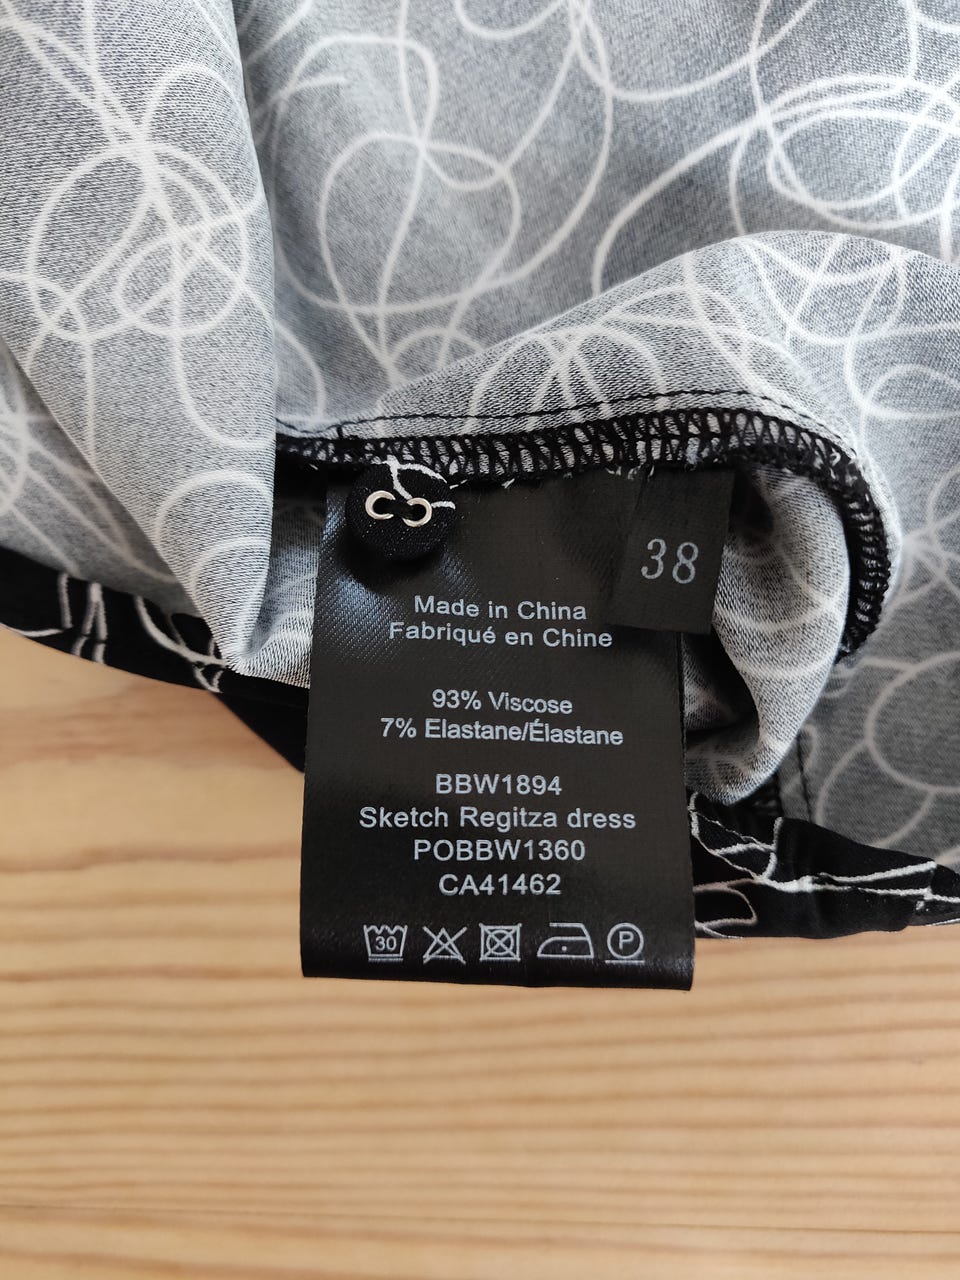 38
Made in China
Fabriqué en Chine
93% Viscose
7% Elastane/Élastane
BBW1894
Sketch Regitza dress
POBBW1360
CA41462
30 P